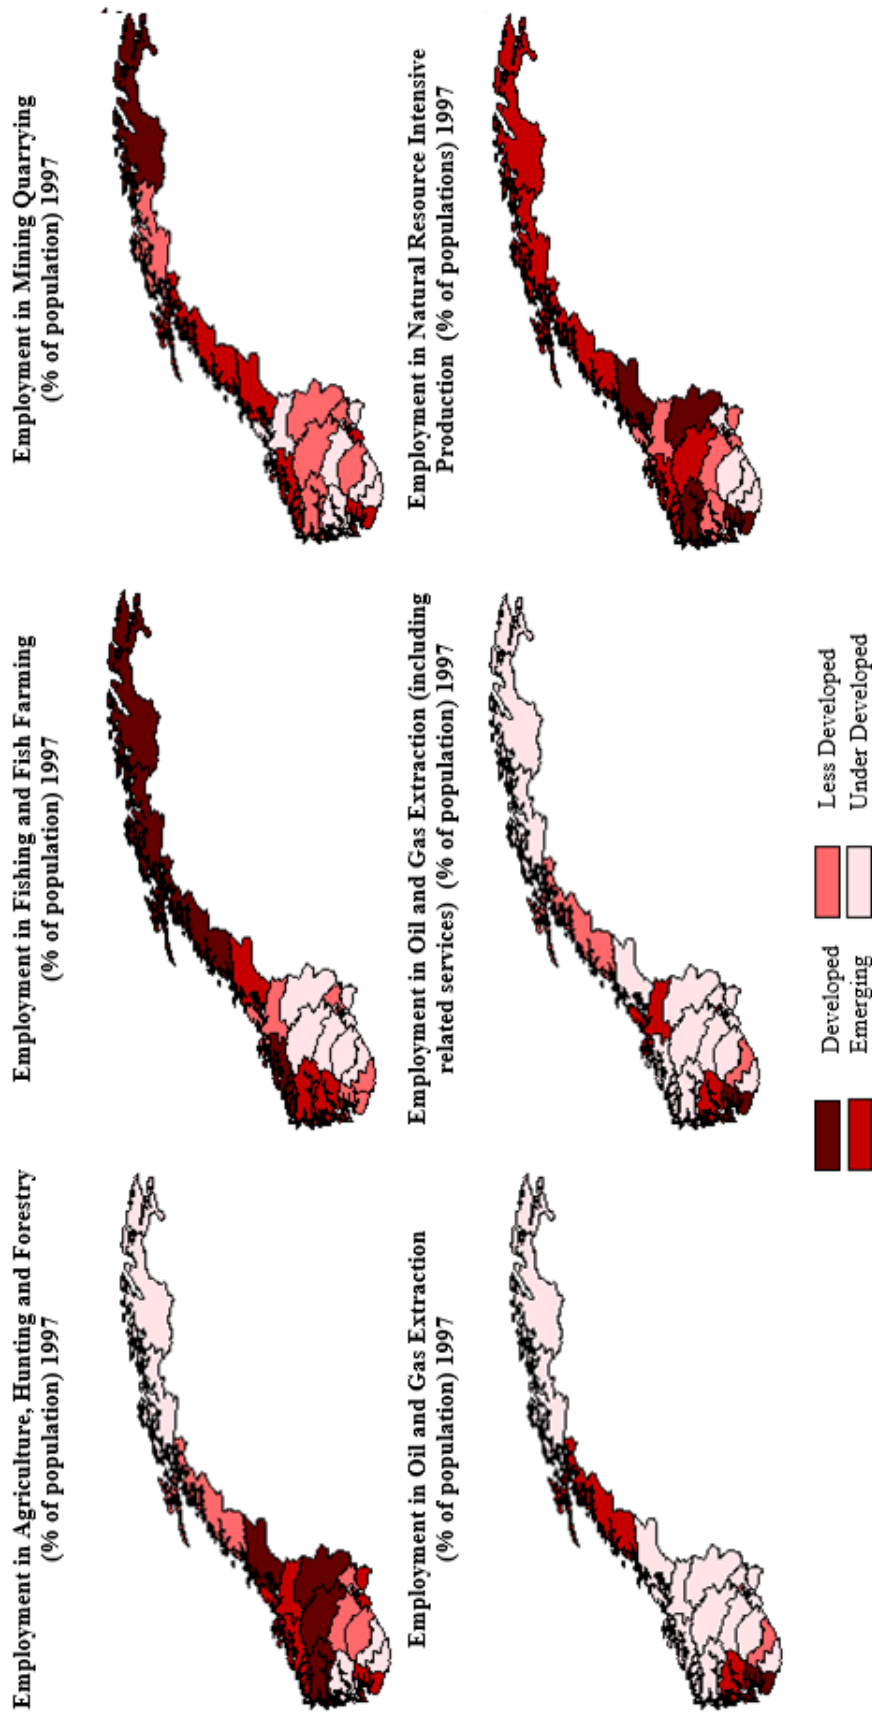 Employment in Agriculture, Hunting and Forestry
(% of population) 1997
Employment in Fishing and Fish Farming
(% of population) 1997
Employment in Mining Quarrying
(% of population) 1997
Employment in Oil and Gas Extraction
(% of population) 1997
Employment in Oil and Gas Extraction (including
related services) (% of population) 1997
Employment in Natural Resource Intensive
Production (% of populations) 1997
Developed
Less Developed
Emerging
Under Developed